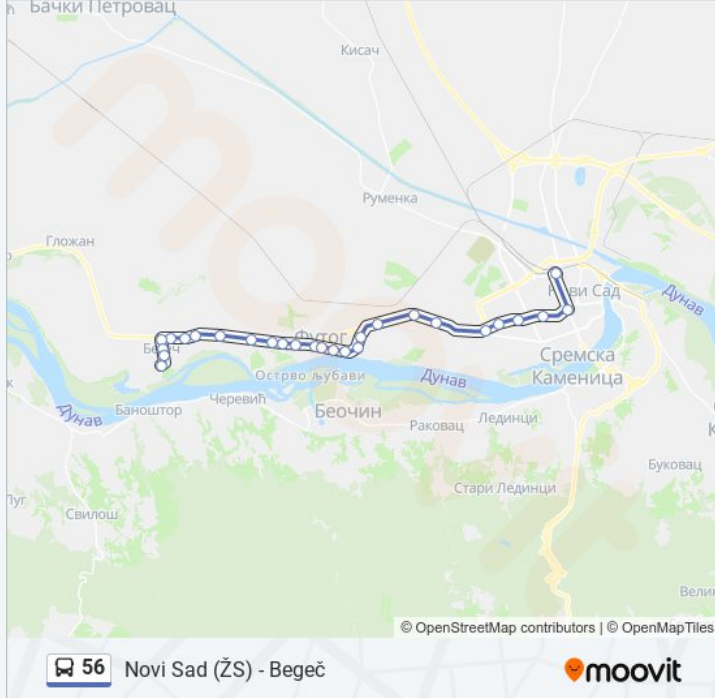 Бачки Петровац
Кисач
Руменка
Гложан
Нови Сад
Дунав
Футог
Бегеч
Сремска
Каменица
Острво љубави
Дунав
Черевић
Баноштор
Дунав
Беочин
Раковац
Лединци
Буковац
Стари Лединци
Свилош
© OpenStreetMap contributors | © OpenMapTiles
56 Novi Sad (ŽS) - Begeč
moovit